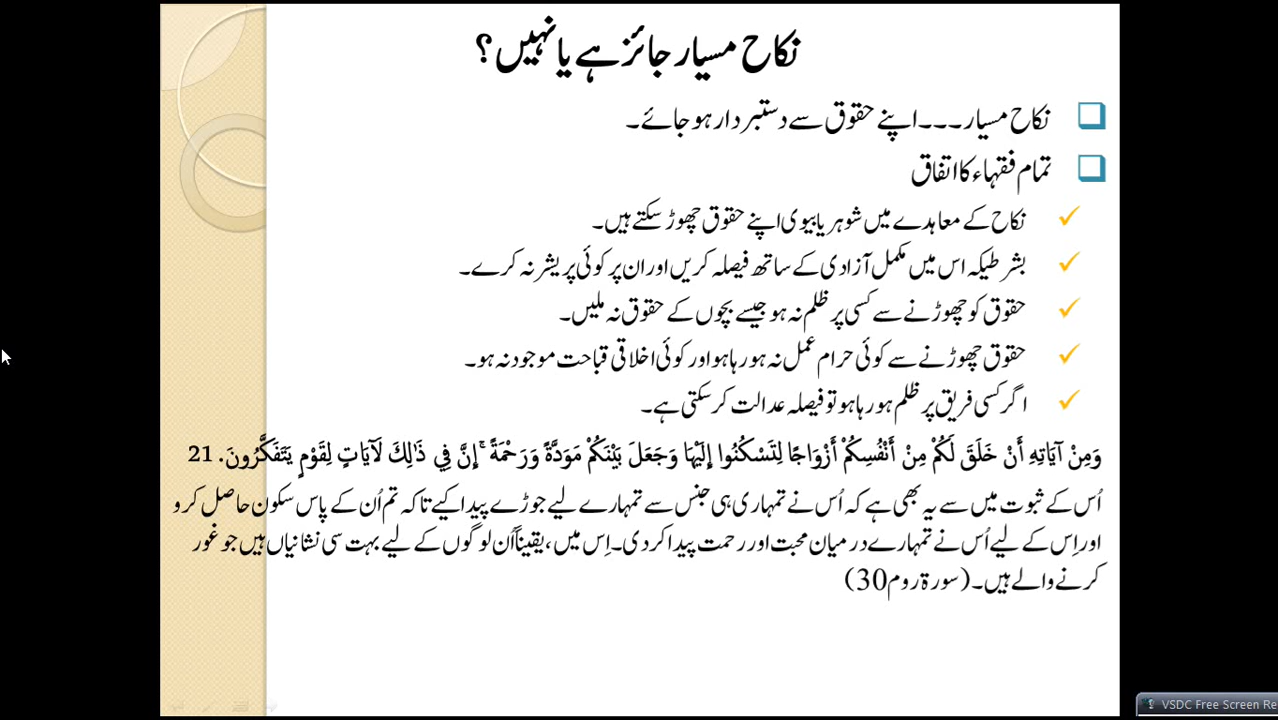 نکاح مسیار جائز ہے یا نہیں؟
نکاح مسیار۔۔۔ اپنے حقوق سے دستبردار ہو جائے۔
تمام فقہاء کا اتفاق
نکاح کے معاہدے میں شوہر یا بیوی اپنے حقوق چھوڑ سکتے ہیں۔
بشرطیکہ اس میں مکمل آزادی کے ساتھ فیصلہ کریں اور ان پر کوئی پریشر نہ کرے۔
حقوق کو چھوڑنے سے کسی پر ظلم نہ ہو جیسے بچوں کے حقوق نہ ملیں۔
حقوق چھوڑنے سے کوئی حرام عمل نہ ہو رہا ہو اور کوئی اخلاقی قباحت موجود نہ ہو۔
اگر کسی فریق پر ظلم ہو رہا ہو تو فیصلہ عدالت کر سکتی ہے۔
وَمِنْ آيَاتِهِ أَنْ خَلَقَ لَكُمْ مِنْ أَنْفُسِكُمْ أَزْوَاجًا لِتَسْكُنُوا إِلَيْهَا وَجَعَلَ بَيْنَكُمْ مَوَدَّةً وَرَحْمَةً ۚ إِنَّ فِي ذَٰلِكَ لَآيَاتٍ لِقَوْمٍ يَتَفَكَّرُونَ. 21
اُس کے ثبوت میں سے یہ بھی ہے کہ اُس نے تمہاری ہی جنس سے تمہارے لیے جوڑے پیدا کیے تاکہ تم اُن کے پاس سکون حاصل کرو
اور اِس کے لیے اُس نے تمہارے درمیان محبت اور رحمت پیدا کر دی۔ اِس میں، یقیناً اُن لوگوں کے لیے بہت سی نشانیاں ہیں جو غور
کرنے والے ہیں۔ (سورۃ روم 30)
VSDC Free Screen Re